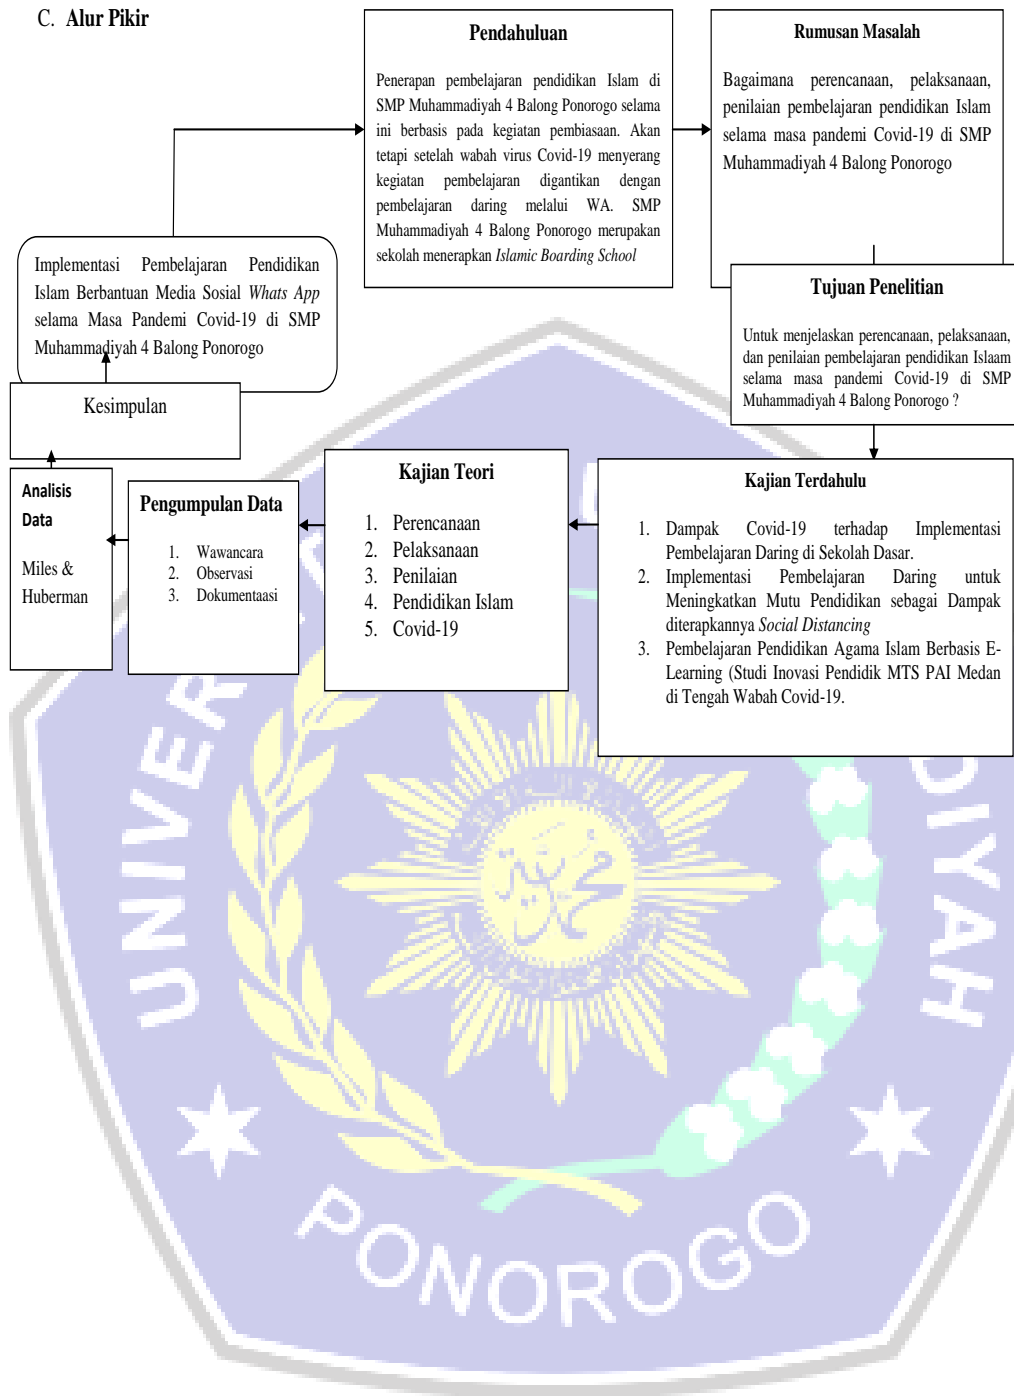 C. Alur Pikir
Pendahuluan
Penerapan pembelajaran pendidikan Islam di
SMP Muhammadiyah 4 Balong Ponorogo selama
ini berbasis pada kegiatan pembiasaan. Akan
tetapi setelah wabah virus Covid-19 menyerang
kegiatan pembelajaran digantikan dengan
pembelajaran daring melalui WA. SMP
Muhammadiyah 4 Balong Ponorogo merupakan
sekolah menerapkan Islamic Boarding School
Rumusan Masalah
Bagaimana perencanaan, pelaksanaan,
penilaian pembelajaran pendidikan Islam
selama masa pandemi Covid-19 di SMP
Muhammadiyah 4 Balong Ponorogo
Implementasi Pembelajaran Pendidikan
Islam Berbantuan Media Sosial Whats App
selama Masa Pandemi Covid-19 di SMP
Muhammadiyah 4 Balong Ponorogo
Tujuan Penelitian
Untuk menjelaskan perencanaan, pelaksanaan,
dan penilaian pembelajaran pendidikan Islaam
selama masa pandemi Covid-19 di SMP
Muhammadiyah 4 Balong Ponorogo ?
Kesimpulan
Analisis
Data
Miles &
Huberman
Pengumpulan Data
1. Wawancara
2. Observasi
3. Dokumentaasi
Kajian Teori
1. Perencanaan
2. Pelaksanaan
3. Penilaian
4. Pendidikan Islam
5. Covid-19
Kajian Terdahulu
1. Dampak Covid-19 terhadap Implementasi
Pembelajaran Daring di Sekolah Dasar.
2. Implementasi Pembelajaran Daring untuk
Meningkatkan Mutu Pendidikan sebagai Dampak
diterapkannya Social Distancing
3. Pembelajaran Pendidikan Agama Islam Berbasis E-
Learning (Studi Inovasi Pendidik MTS PAI Medan
di Tengah Wabah Covid-19.
UNIVER
DIYAH
PONOROGO